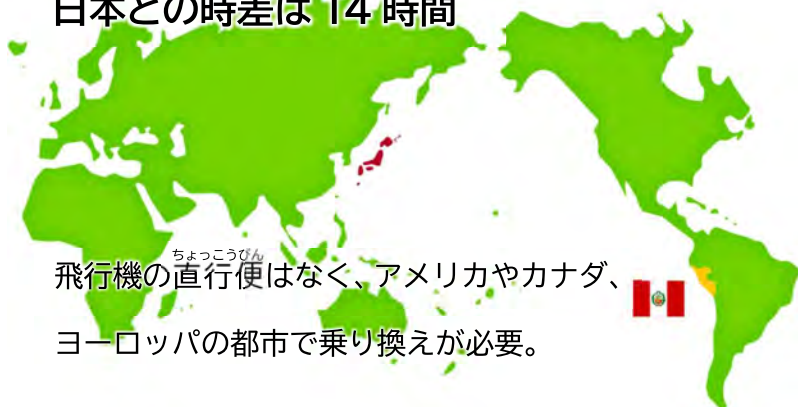 日本との時差は 14 時間
ちょっこうびん
飛行機の直行便はなく、アメリカやカナダ、
ヨーロッパの都市で乗り換えが必要。